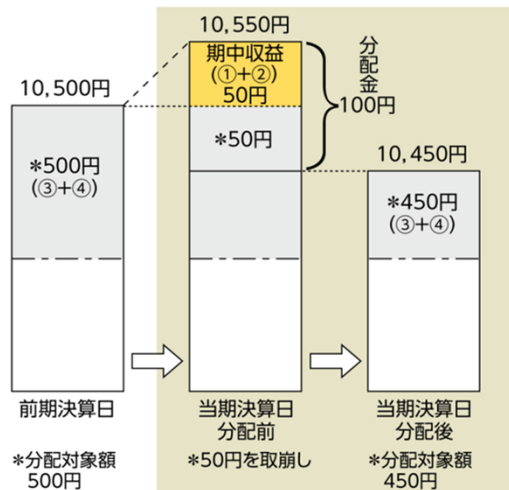 10,500円
*500円
(③+④)
前期決算日
*分配対象額
500円
10,550円
期中収益
(①+②)
50円
*50円
分配金
100円
当期決算日
分配前
*50円を取崩し
10,450円
*450円
(③+④)
当期決算日
分配後
*分配対象額
450円